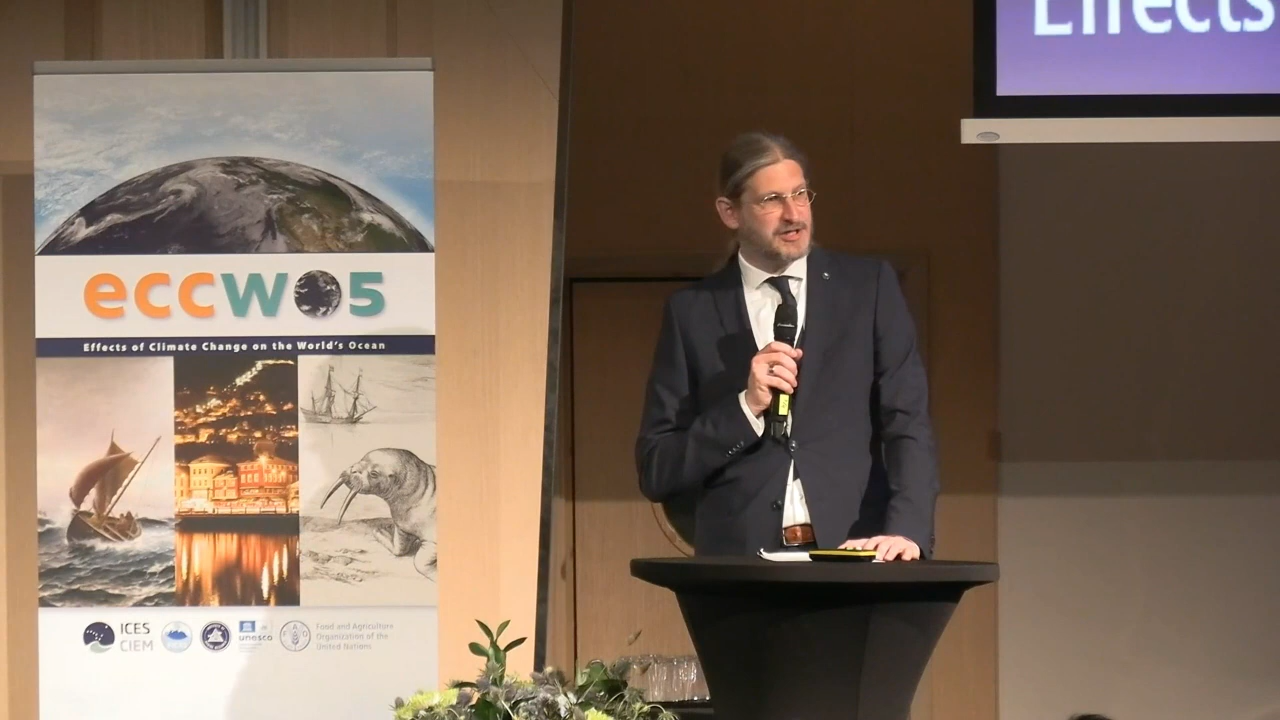 Effects
eccwo5
Effects of Climate Change on the World's Ocean
ICES
CIEM
unesco
FAO
Food and Agriculture
Organization of the
United Nations